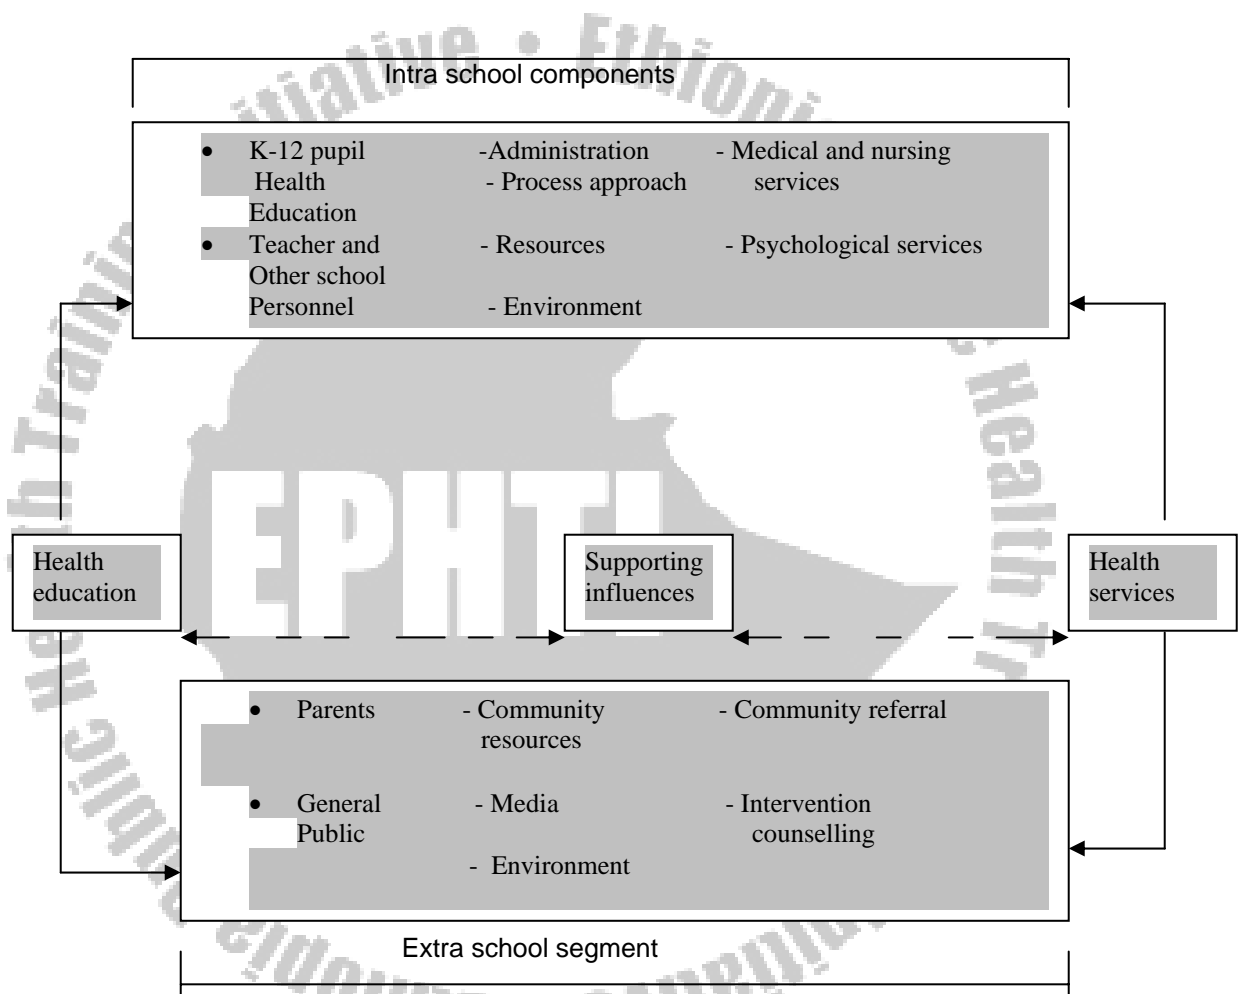 Intra school components
• K-12 pupil -Administration - Medical and nursing
Health - Process approach services
Education
• Teacher and - Resources - Psychological services
Other school
Personnel - Environment
EPHTI
Health Supporting Health
education influences services
• Parents - Community - Community referral
resources
• General - Media - Intervention
Public counselling
- Environment
Extra school segment